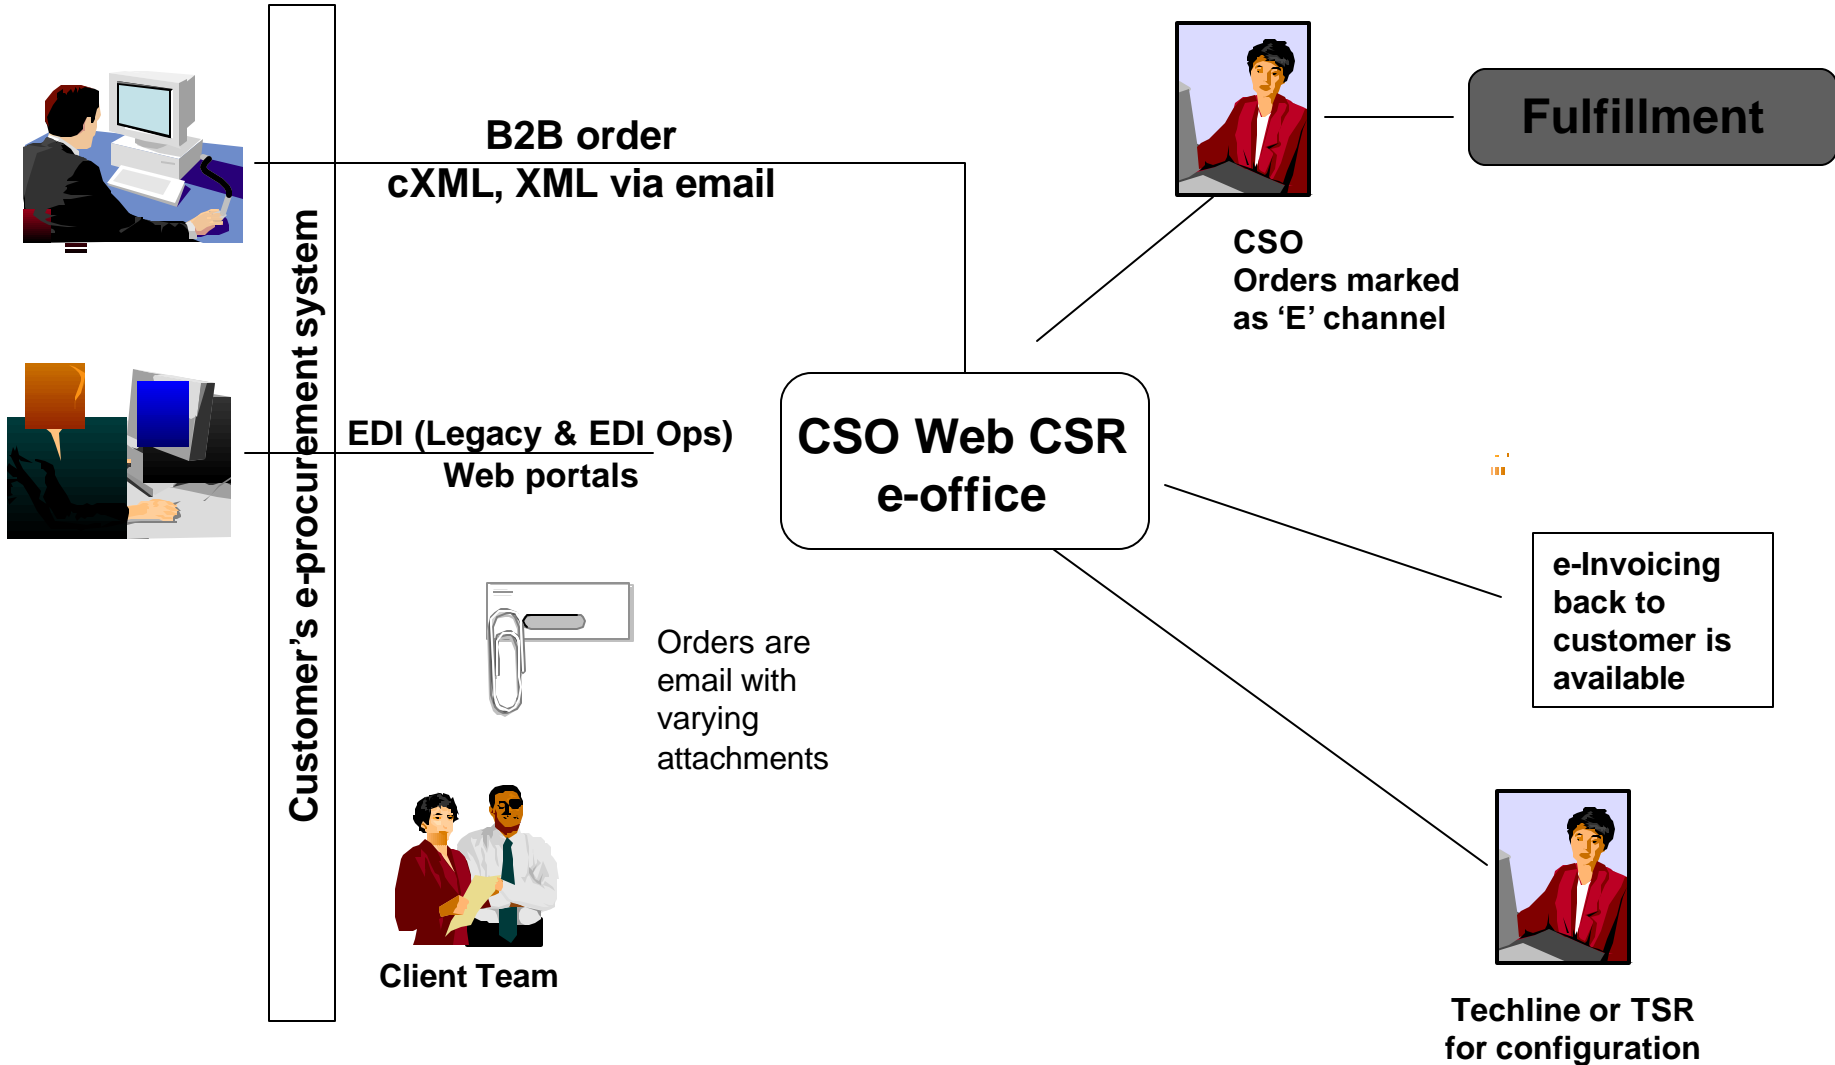 B2B order
cXML, XML via email
Customer’s e-procurement system
EDI (Legacy & EDI Ops)
Web portals
Orders are
email with
varying
attachments
Client Team
CSO Web CSR
e-office
CSO
Orders marked
as ‘E’ channel
Fulfillment
e-Invoicing
back to
customer is
available
Techline or TSR
for configuration